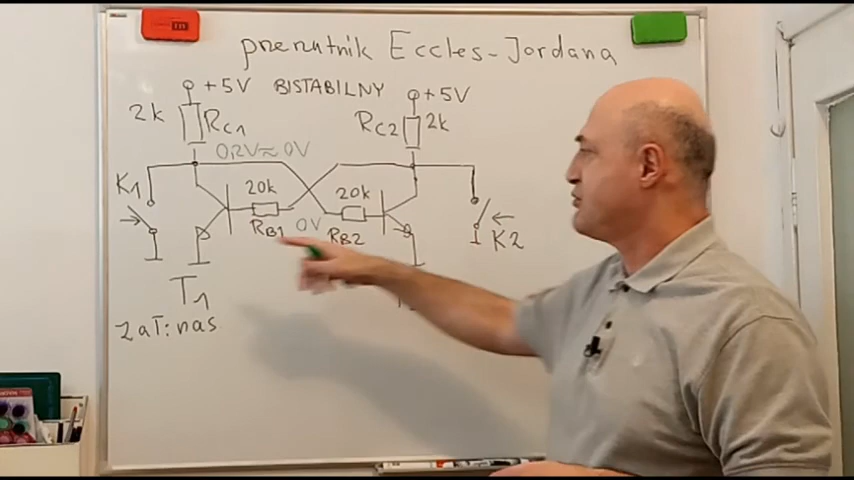 przerzutnik Eccles-Jordana
BISTABILNY
+5V
+5V
2k RC1
RC2 2k
0,2V≈0V
K1
20k
20k
RB1
0V
RB2
K2
T1
zaT: nas